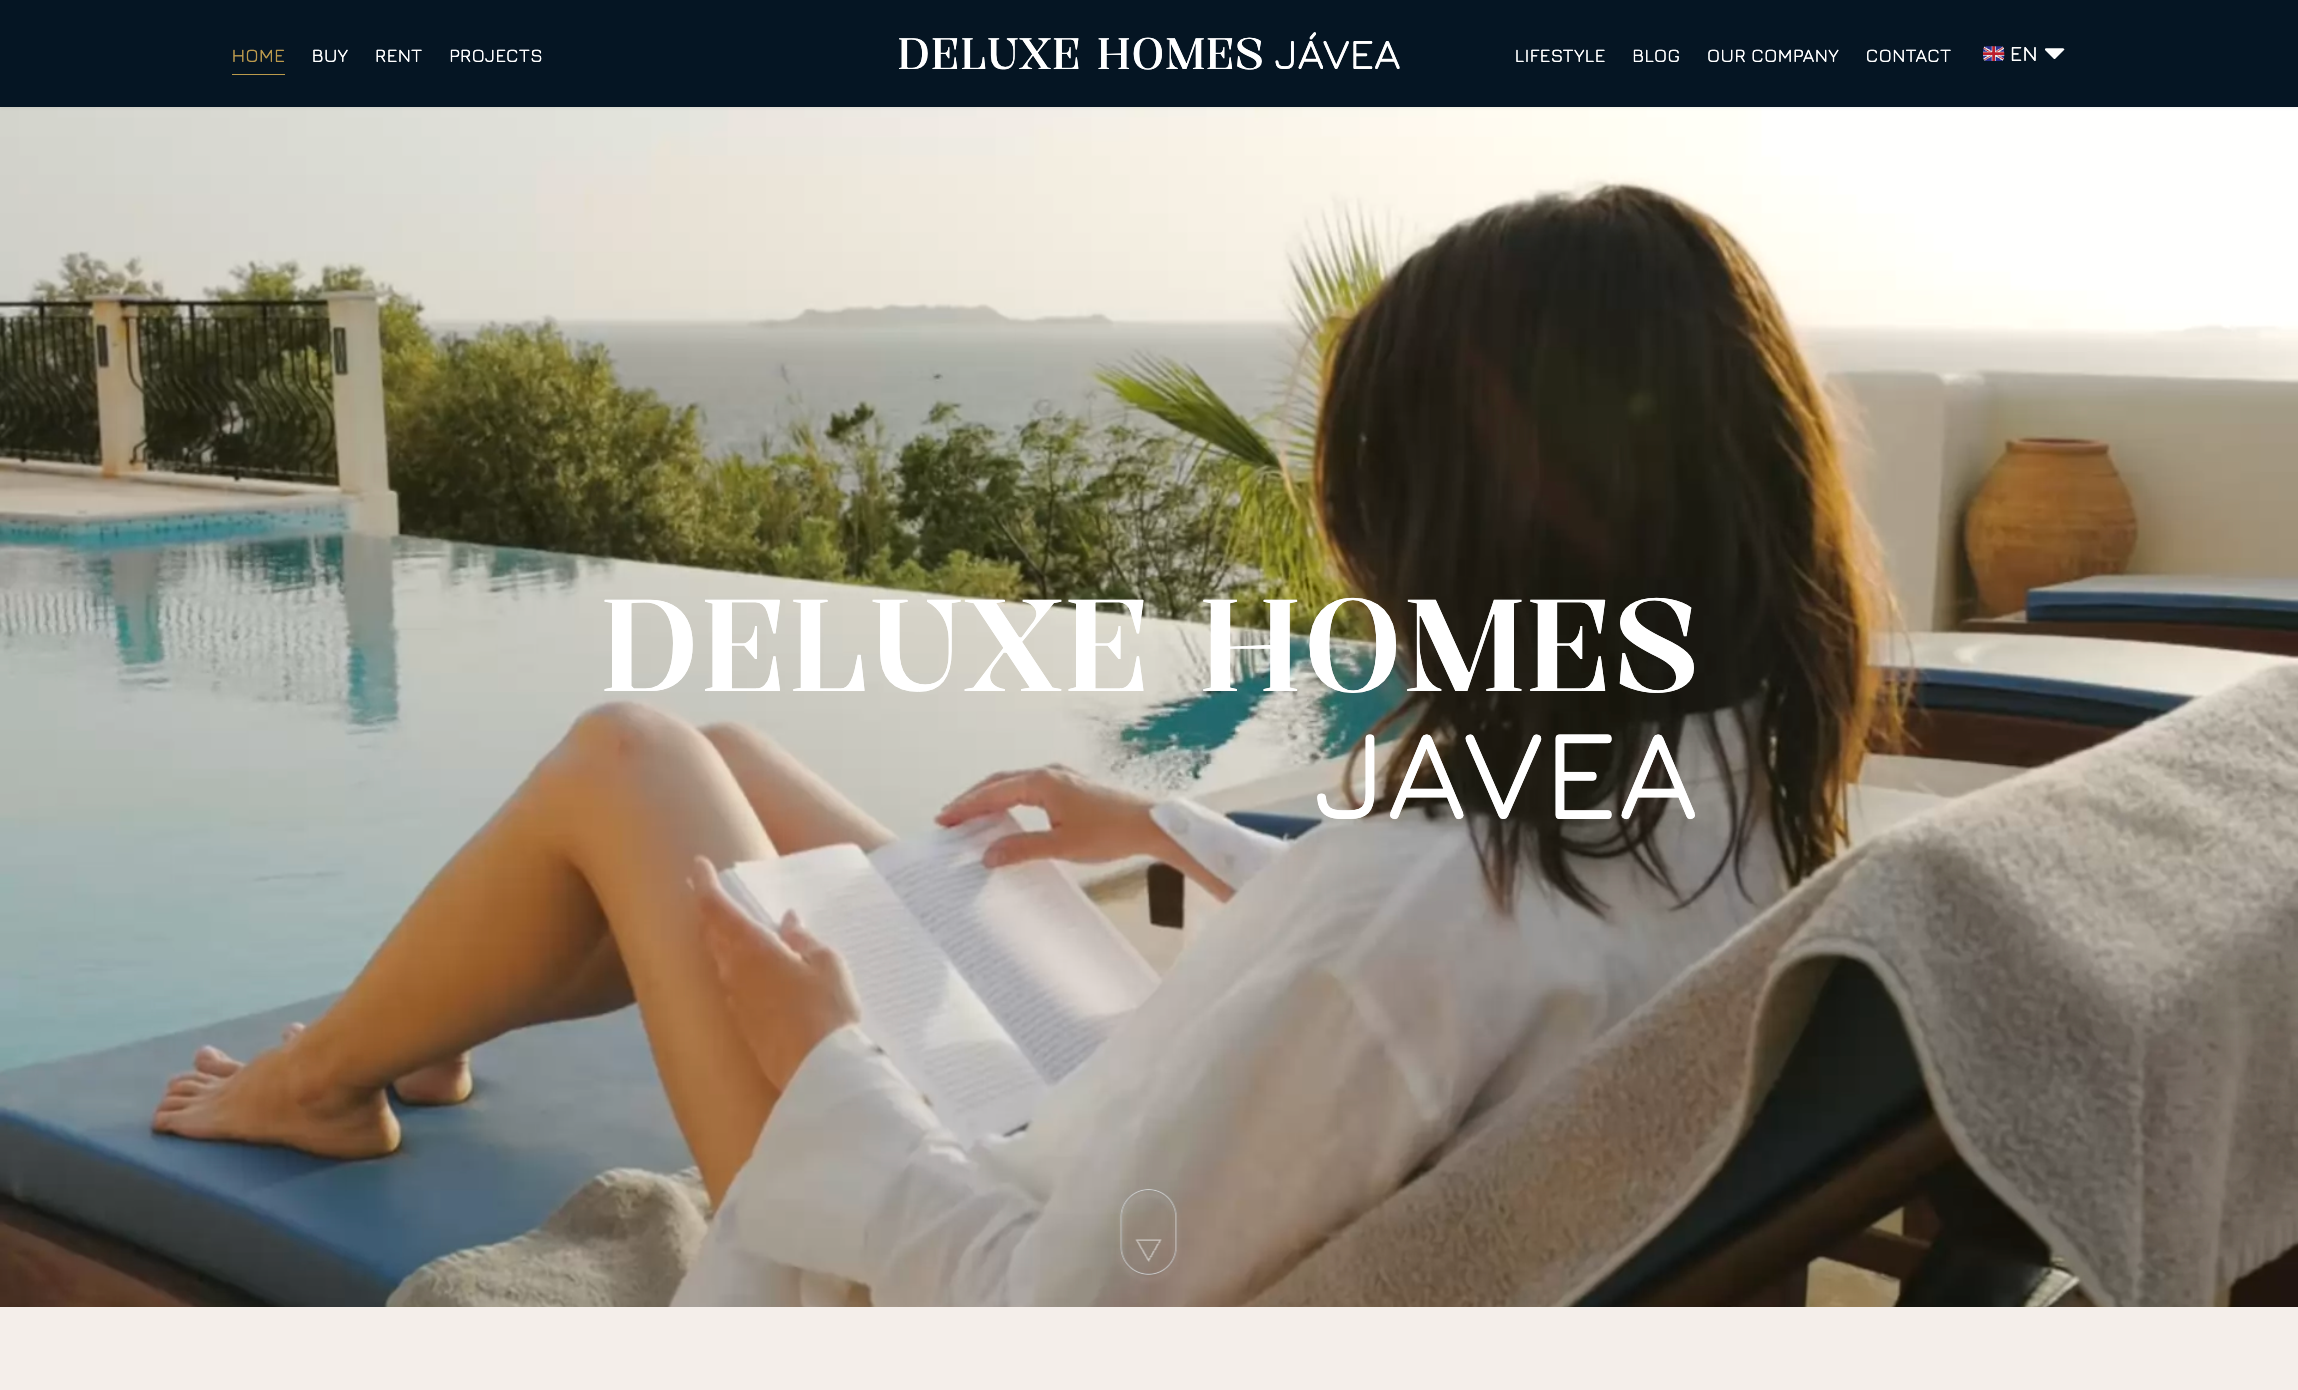 HOME BUY RENT PROJECTS DELUXE HOMES JÁVEA LIFESTYLE BLOG OUR COMPANY CONTACT EN
DELUXE HOMES
JAVEA